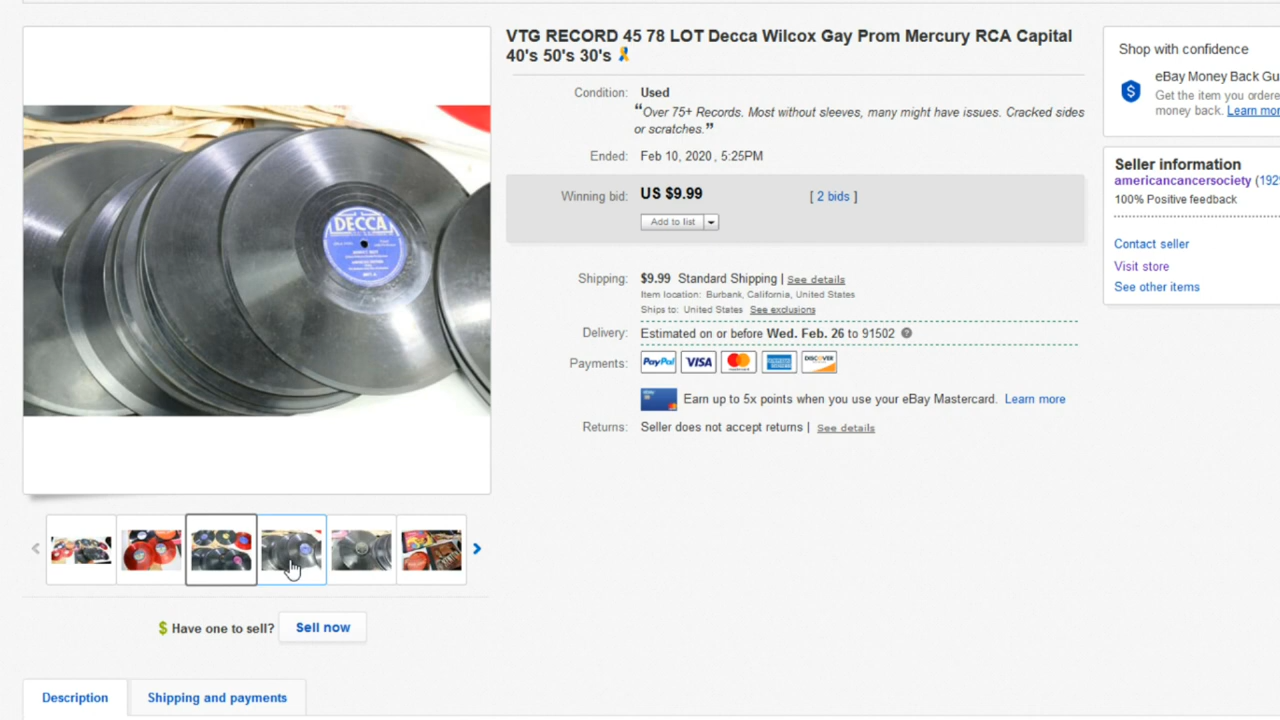 VTG RECORD 45 78 LOT Decca Wilcox Gay Prom Mercury RCA Capital
40's 50's 30's
Condition: Used
“Over 75+ Records. Most without sleeves, many might have issues. Cracked sides
or scratches.”
Ended: Feb 10, 2020 , 5:25PM
Winning bid: US $9.99 [ 2 bids ]
Add to list
Shipping: $9.99 Standard Shipping | See details
Item location: Burbank, California, United States
Ships to: United States See exclusions
Delivery: Estimated on or before Wed. Feb. 26 to 91502
Payments: PayPal VISA mastercard AMERICAN EXPRESS DISCOVER
Earn up to 5x points when you use your eBay Mastercard. Learn more
Returns: Seller does not accept returns | See details
Shop with confidence
eBay Money Back Gu
Get the item you ordere
money back. Learn mor
Seller information
americancancersociety (192
100% Positive feedback
Contact seller
Visit store
See other items
DECCA
$ Have one to sell? Sell now
Description
Shipping and payments